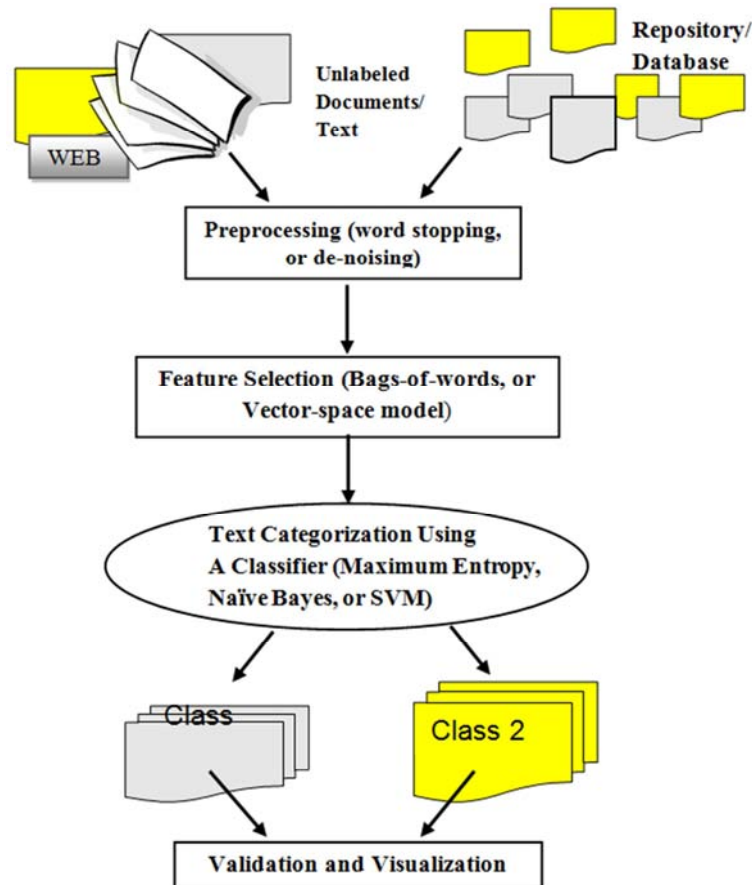 WEB
Unlabeled
Documents/
Text
Repository/
Database
Preprocessing (word stopping,
or de-noising)
Feature Selection (Bags-of-words, or
Vector-space model)
Text Categorization Using
A Classifier (Maximum Entropy,
Naïve Bayes, or SVM)
Class
Class 2
Validation and Visualization